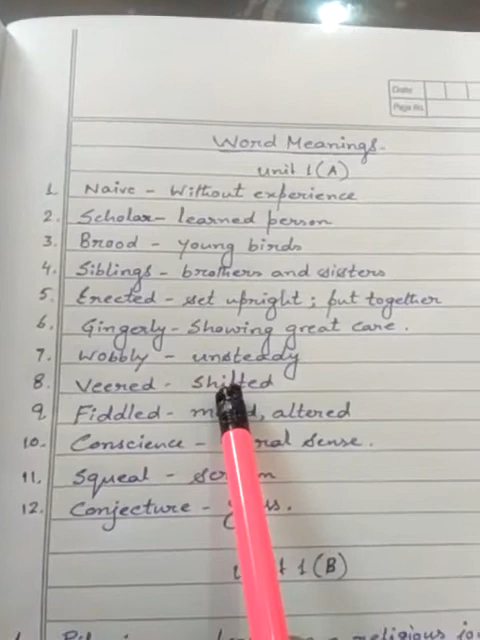 Date
Page No.
Word Meanings.
Unit 1(A)
1. Naive - Without experience
2. Scholar - learned person
3. Brood - young birds
4. Siblings - brothers and sisters
5. Erected - set upright; put together
6. Gingerly - Showing great care.
7. Wobbly - unsteady
8. Veered - shifted
9. Fiddled - altered
10. Conscience - sense.
11. Squeal -
12. Conjecture -
1(B)
religious